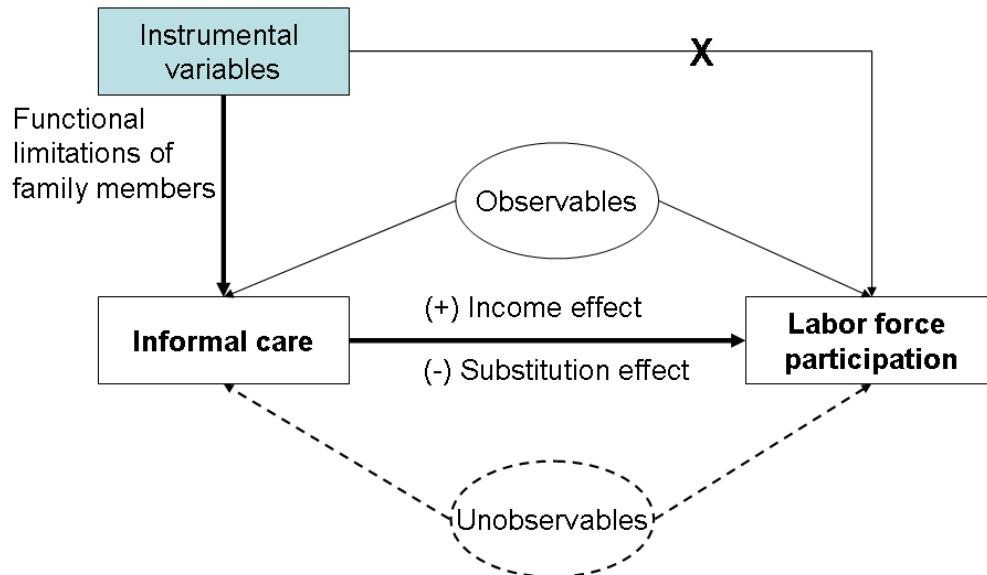 Instrumental
variables
X
Functional
limitations of
family members
Observables
(+) Income effect
Informal care
Labor force
participation
(-) Substitution effect
Unobservables